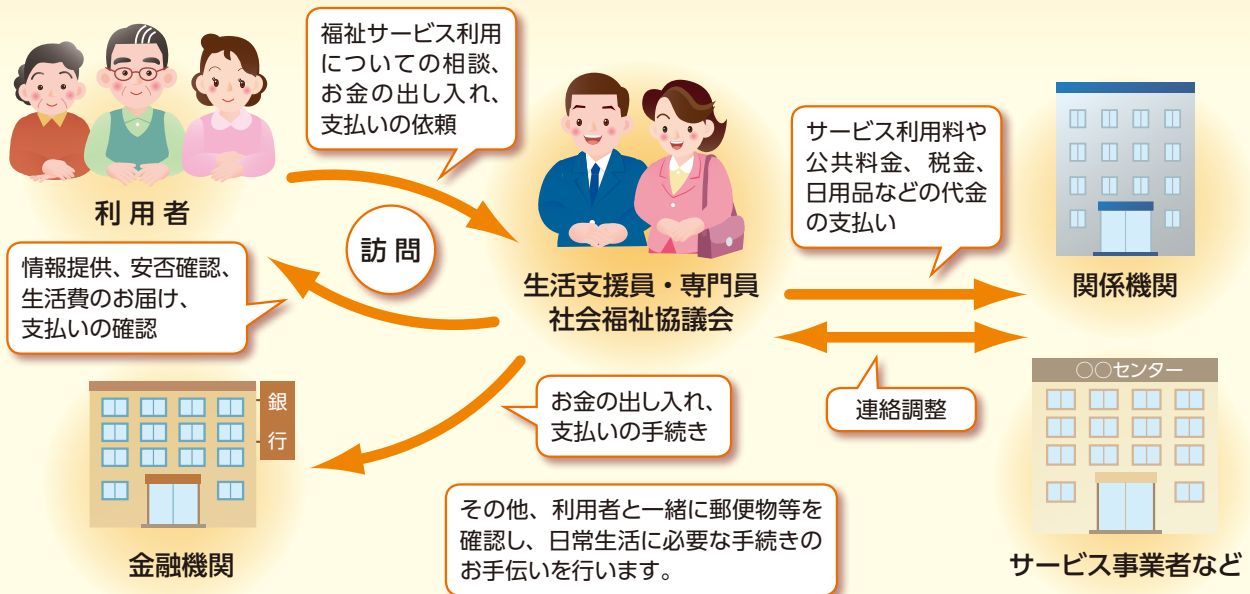 福祉サービス利用
についての相談、
お金の出し入れ、
支払いの依頼
利用者
訪問
情報提供、安否確認、
生活費のお届け、
支払いの確認
生活支援員・専門員
社会福祉協議会
サービス利用料や
公共料金、税金、
日用品などの代金
の支払い
関係機関
連絡調整
○○センター
サービス事業者など
お金の出し入れ、
支払いの手続き
銀行
金融機関
その他、利用者と一緒に郵便物等を
確認し、日常生活に必要な手続きの
お手伝いを行います。